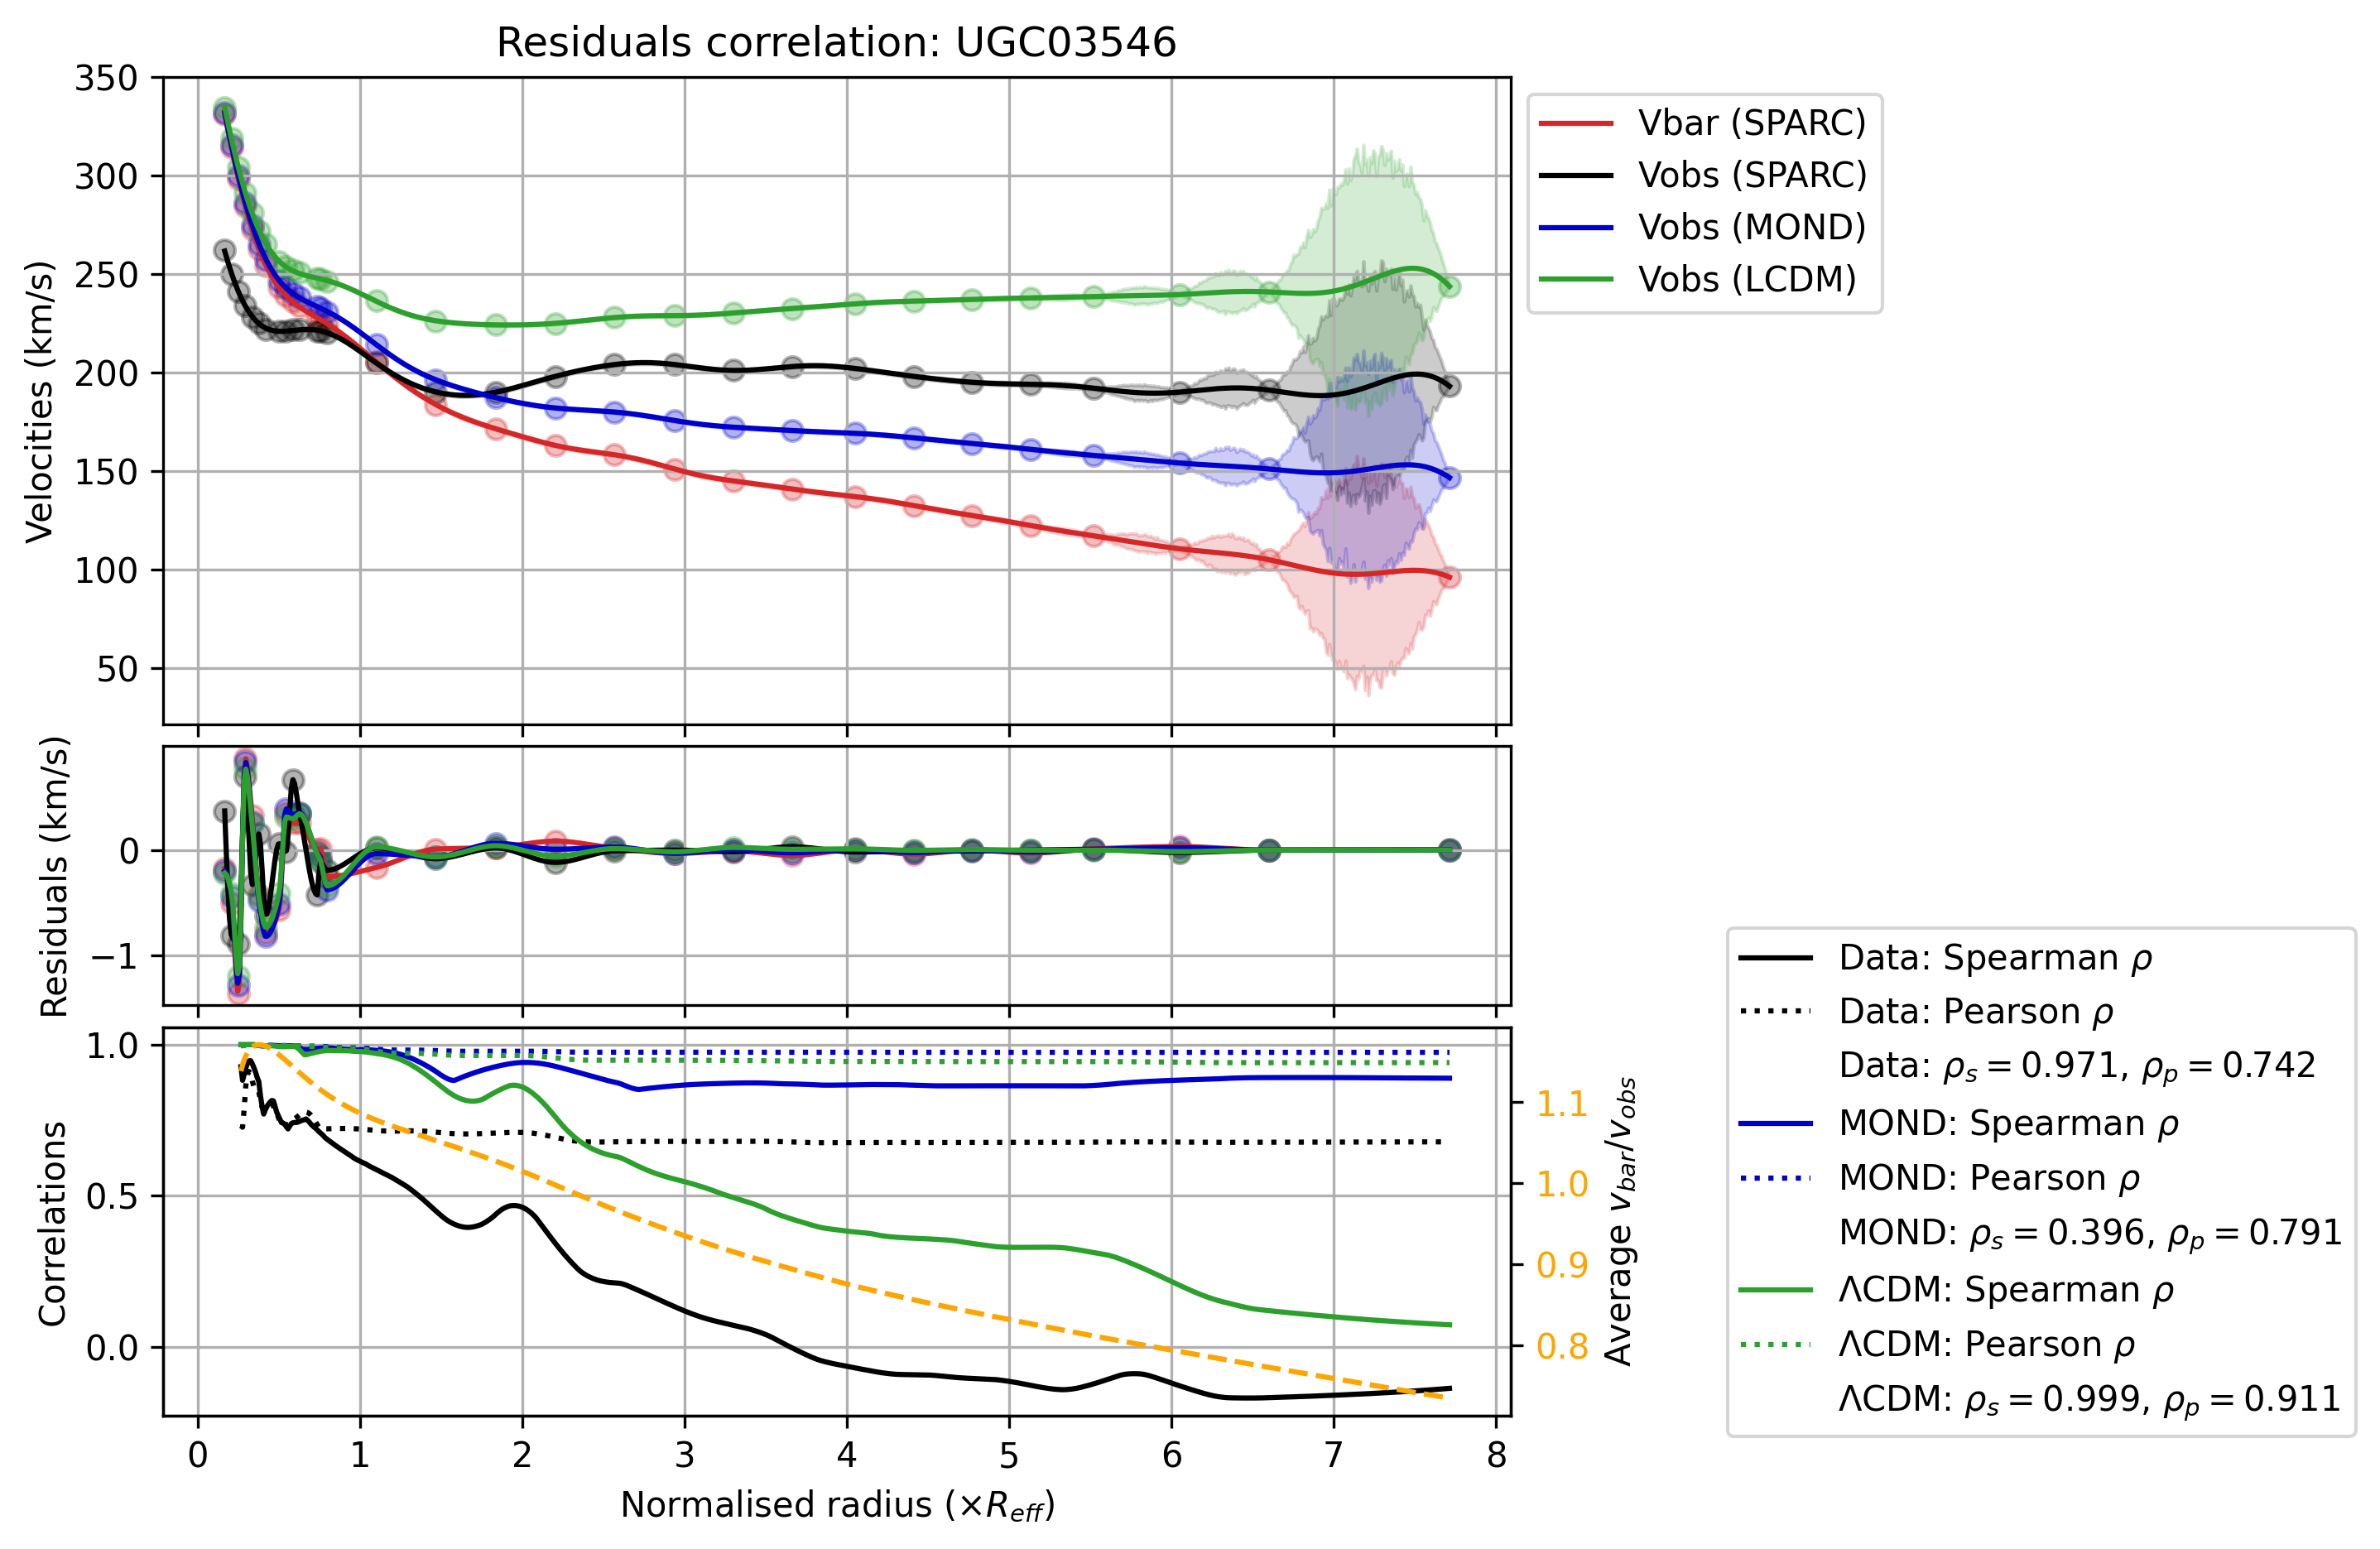 Residuals correlation: UGC03546
350
300
250
200
150
100
50
Velocities (km/s)
Vbar (SPARC)
Vobs (SPARC)
Vobs (MOND)
Vobs (LCDM)
0
−1
Residuals (km/s)
1.0
0.5
0.0
Correlations
1.1
1.0
0.9
0.8
Average v_bar/v_obs
0 1 2 3 4 5 6 7 8
Normalised radius (×R_eff)
Data: Spearman ρ
Data: Pearson ρ
Data: ρ_s = 0.971, ρ_p = 0.742
MOND: Spearman ρ
MOND: Pearson ρ
MOND: ρ_s = 0.396, ρ_p = 0.791
ΛCDM: Spearman ρ
ΛCDM: Pearson ρ
ΛCDM: ρ_s = 0.999, ρ_p = 0.911